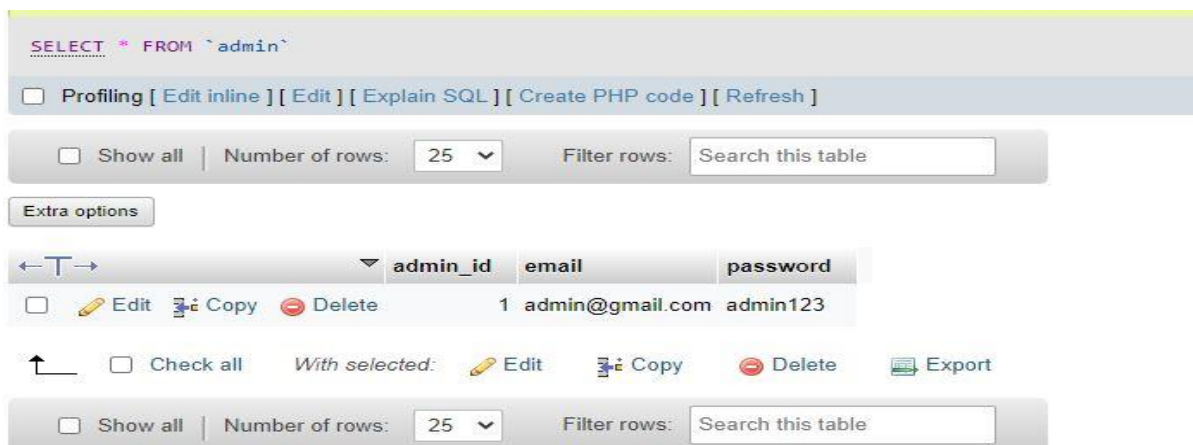 SELECT * FROM `admin`
Profiling [ Edit inline ] [ Edit ] [ Explain SQL ] [ Create PHP code ] [ Refresh ]
Show all | Number of rows: 25 Filter rows: Search this table
Extra options
←T→ admin_id email password
Edit Copy Delete 1 admin@gmail.com admin123
Check all With selected: Edit Copy Delete Export
Show all | Number of rows: 25 Filter rows: Search this table